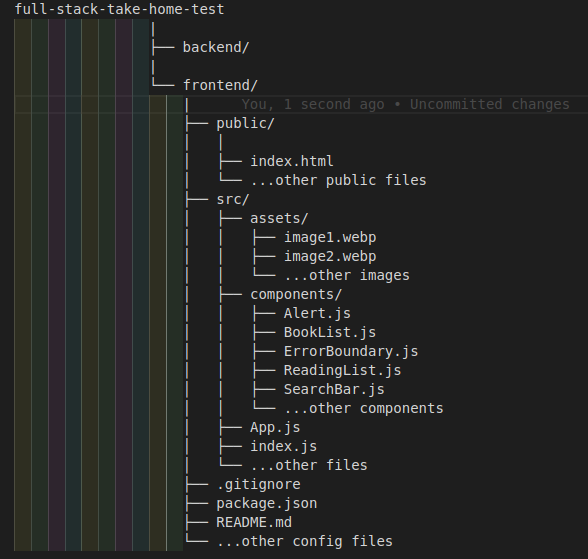 full-stack-take-home-test
│
├── backend/
│
└── frontend/
│ You, 1 second ago • Uncommitted changes
├── public/
│ │
│ ├── index.html
│ └── ...other public files
├── src/
│ ├── assets/
│ │ ├── image1.webp
│ │ ├── image2.webp
│ │ └── ...other images
│ ├── components/
│ │ ├── Alert.js
│ │ ├── BookList.js
│ │ ├── ErrorBoundary.js
│ │ ├── ReadingList.js
│ │ ├── SearchBar.js
│ │ └── ...other components
│ ├── App.js
│ ├── index.js
│ └── ...other files
├── .gitignore
├── package.json
├── README.md
└── ...other config files